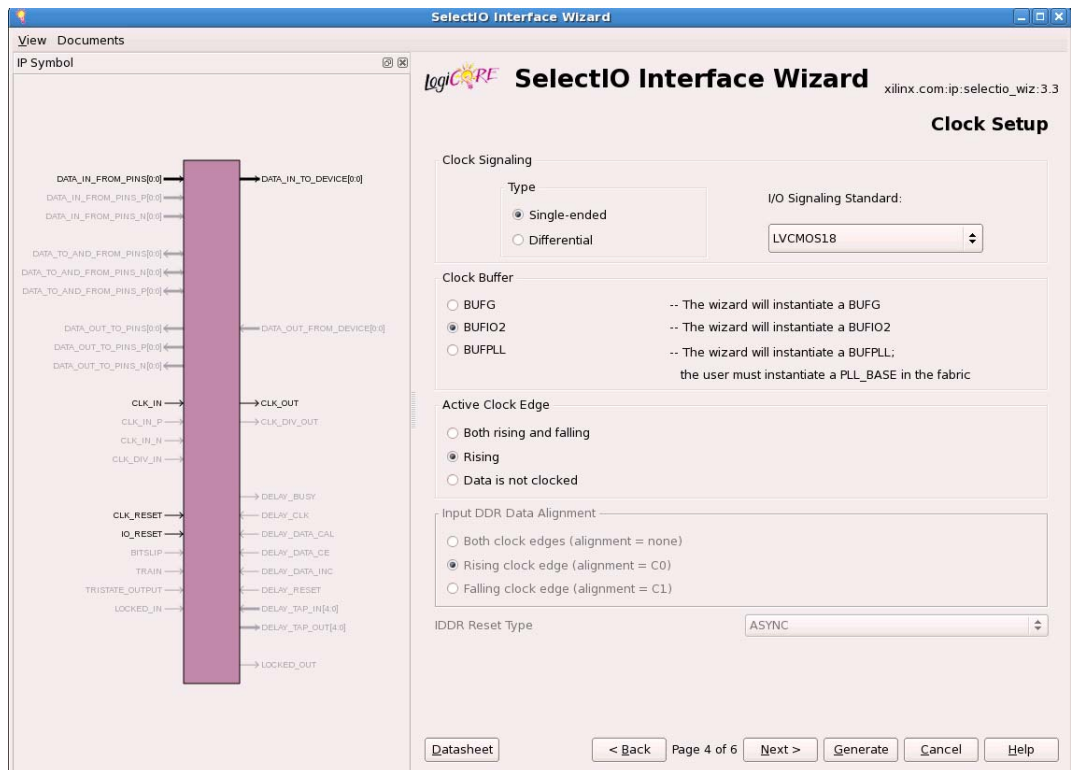 SelectIO Interface Wizard
View Documents
IP Symbol
DATA_IN_FROM_PINS[0:0]
DATA_IN_TO_DEVICE[0:0]
DATA_IN_FROM_PINS_P[0:0]
DATA_IN_FROM_PINS_N[0:0]
DATA_TO_AND_FROM_PINS[0:0]
DATA_TO_AND_FROM_PINS_N[0:0]
DATA_TO_AND_FROM_PINS_P[0:0]
DATA_OUT_TO_PINS[0:0]
DATA_OUT_FROM_DEVICE[0:0]
DATA_OUT_TO_PINS_P[0:0]
DATA_OUT_TO_PINS_N[0:0]
CLK_IN
CLK_OUT
CLK_IN_P
CLK_DIV_OUT
CLK_IN_N
CLK_DIV_IN
DELAY_BUSY
CLK_RESET
DELAY_CLK
IO_RESET
DELAY_DATA_CAL
BITSLIP
DELAY_DATA_CE
TRAIN
DELAY_DATA_INC
TRISTATE_OUTPUT
DELAY_RESET
LOCKED_IN
DELAY_TAP_IN[4:0]
DELAY_TAP_OUT[4:0]
LOCKED_OUT
LogiCORE
SelectIO Interface Wizard
xilinx.com:ip:selectio_wiz:3.3
Clock Setup
Clock Signaling
Type
Single-ended
Differential
I/O Signaling Standard:
LVCMOS18
Clock Buffer
BUFG -- The wizard will instantiate a BUFG
BUFIO2 -- The wizard will instantiate a BUFIO2
BUFPLL -- The wizard will instantiate a BUFPLL;
the user must instantiate a PLL_BASE in the fabric
Active Clock Edge
Both rising and falling
Rising
Data is not clocked
Input DDR Data Alignment
Both clock edges (alignment = none)
Rising clock edge (alignment = C0)
Falling clock edge (alignment = C1)
IDDR Reset Type ASYNC
Datasheet < Back Page 4 of 6 Next > Generate Cancel Help